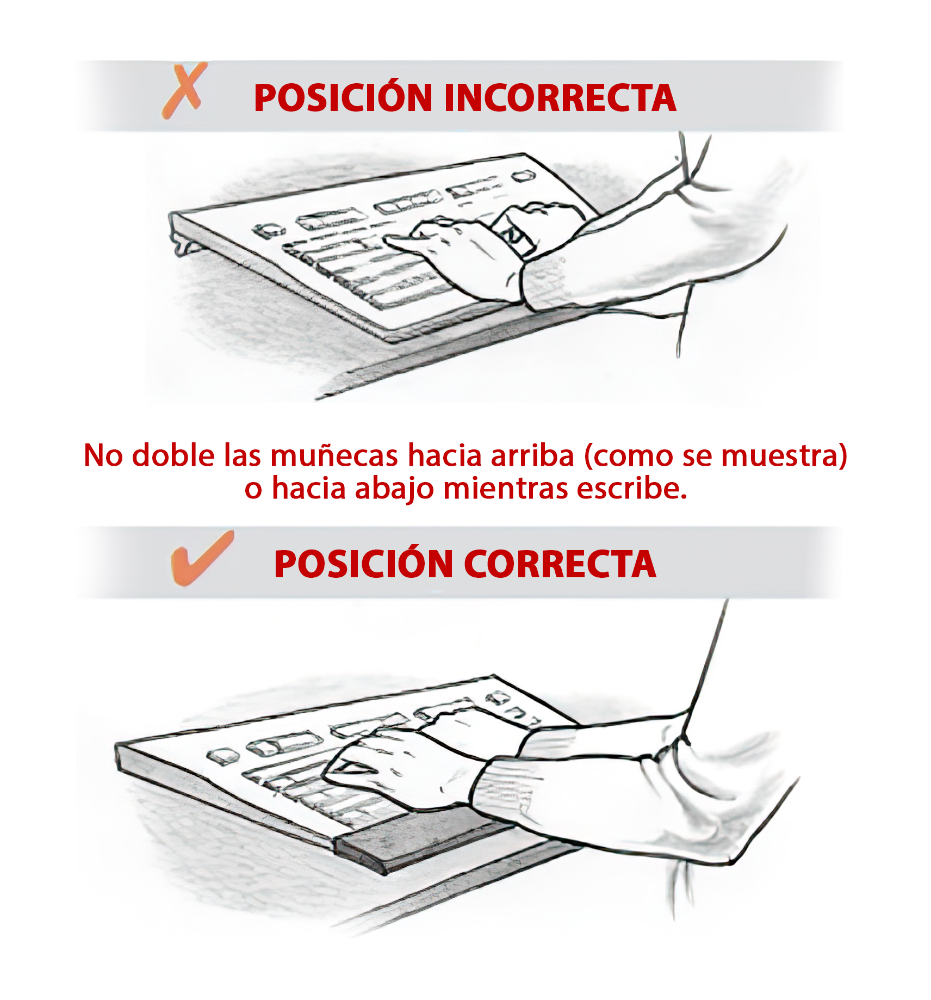 POSICIÓN INCORRECTA
No doble las muñecas hacia arriba (como se muestra)
o hacia abajo mientras escribe.
POSICIÓN CORRECTA